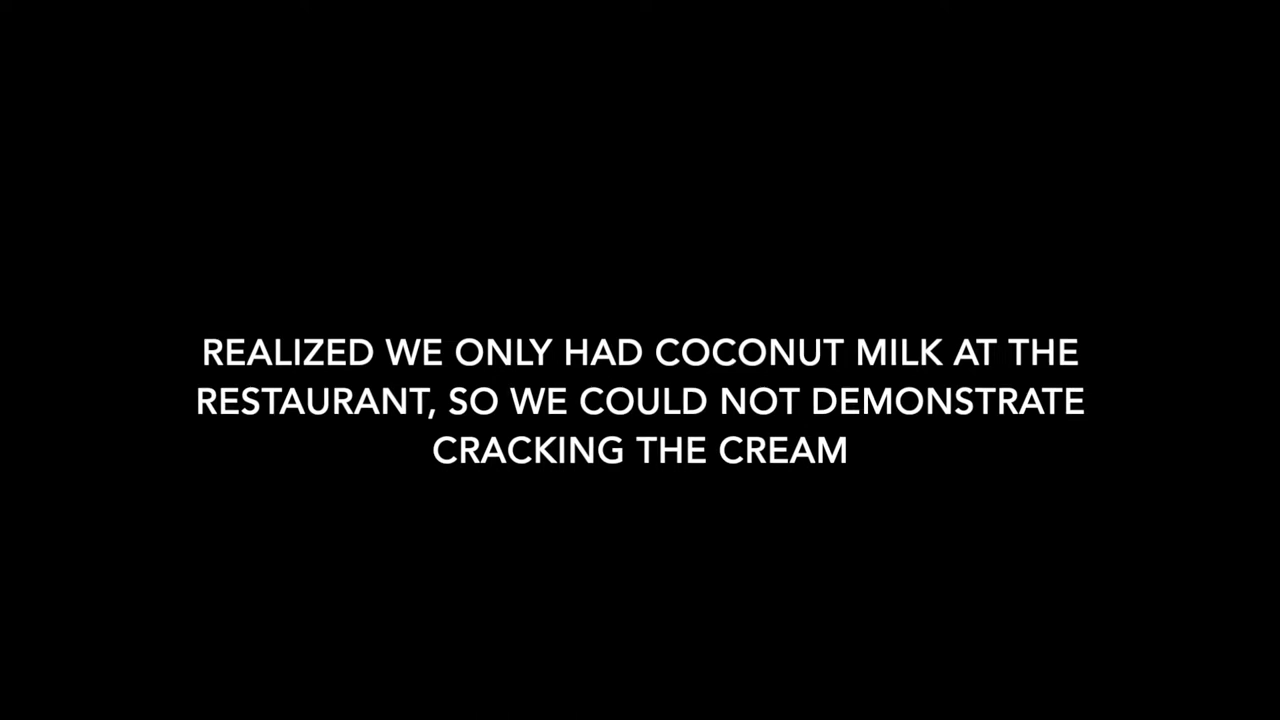 REALIZED WE ONLY HAD COCONUT MILK AT THE
RESTAURANT, SO WE COULD NOT DEMONSTRATE
CRACKING THE CREAM